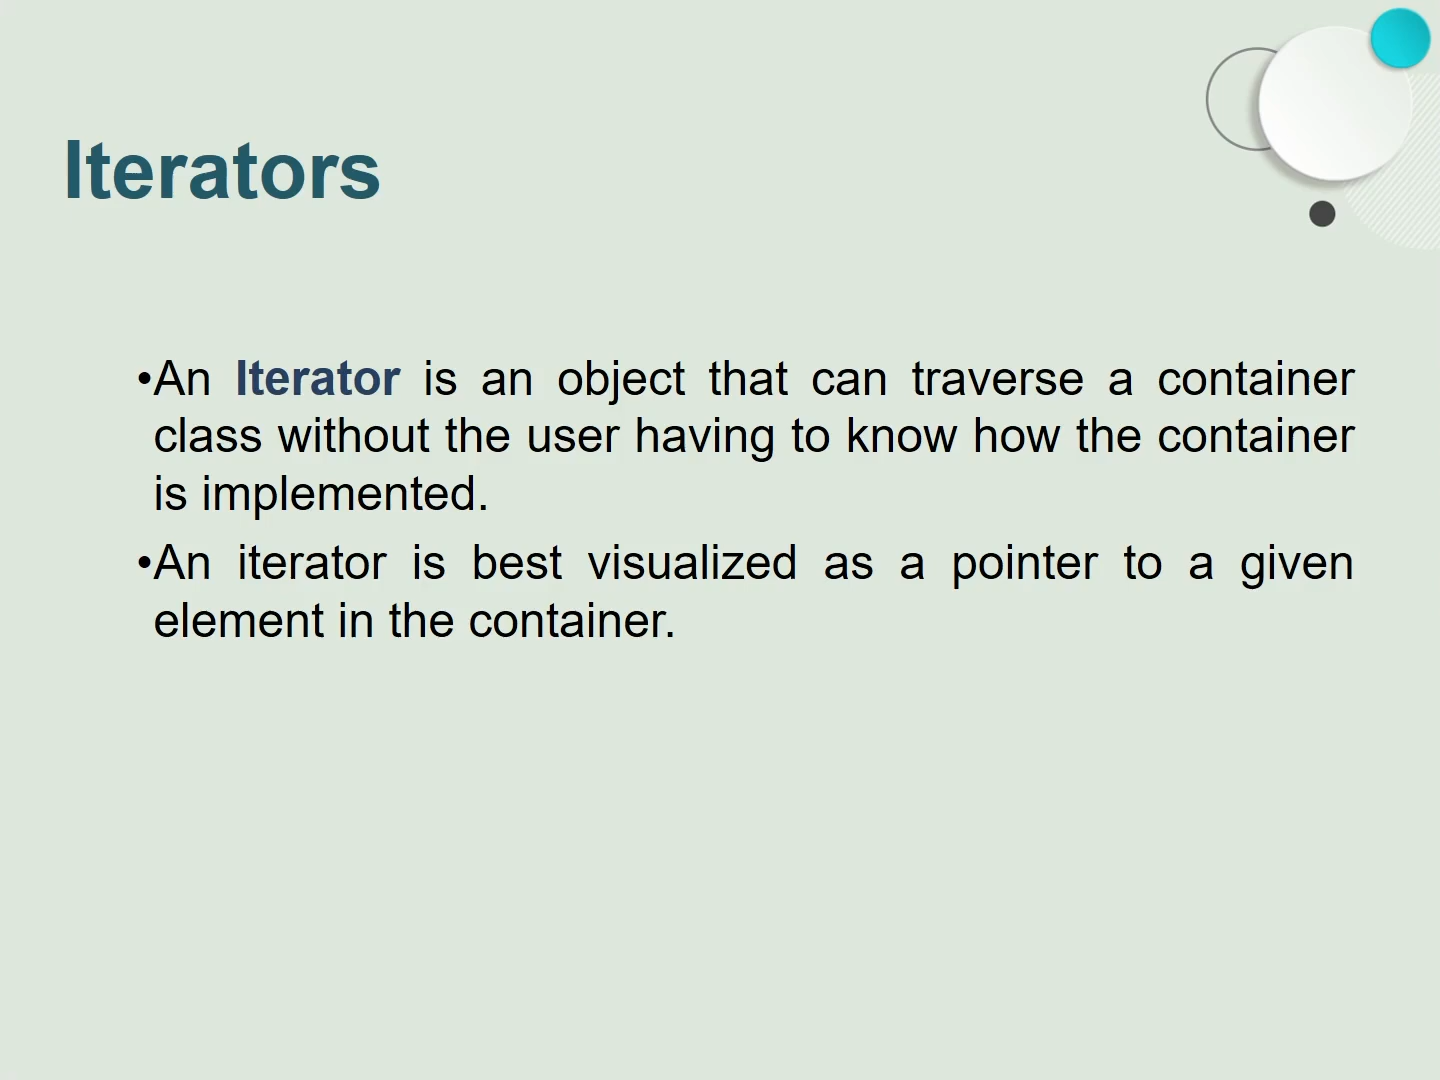 Iterators
•An Iterator is an object that can traverse a container
class without the user having to know how the container
is implemented.
•An iterator is best visualized as a pointer to a given
element in the container.